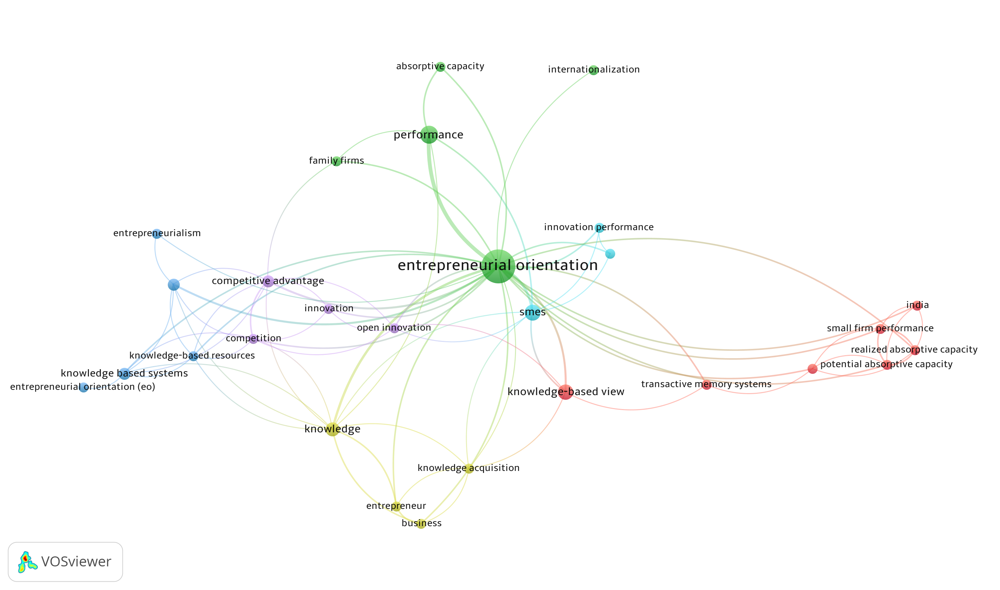 absorptive capacity
internationalization
performance
family firms
innovation performance
entrepreneurialism
entrepreneurial orientation
competitive advantage
india
innovation
smes
open innovation
small firm performance
competition
realized absorptive capacity
knowledge-based resources
potential absorptive capacity
knowledge based systems
transactive memory systems
entrepreneurial orientation (eo)
knowledge-based view
knowledge
knowledge acquisition
entrepreneur
business
VOSviewer